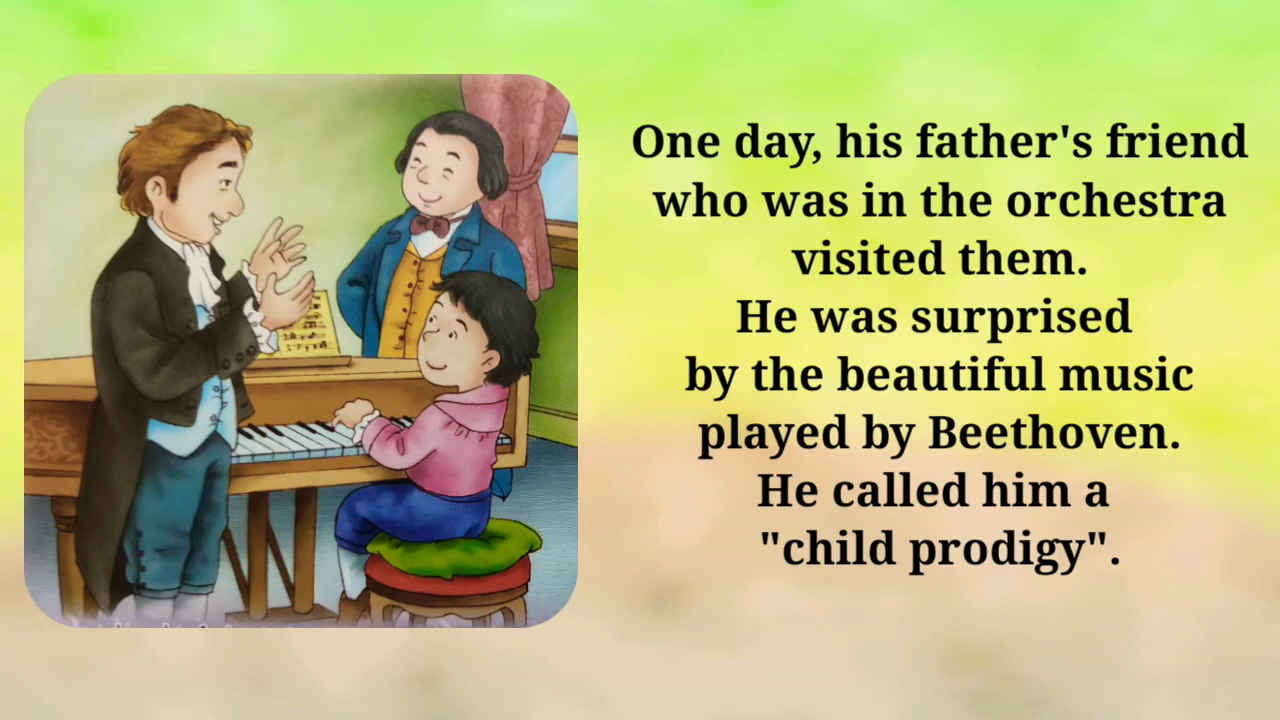 One day, his father's friend
who was in the orchestra
visited them.
He was surprised
by the beautiful music
played by Beethoven.
He called him a
"child prodigy".